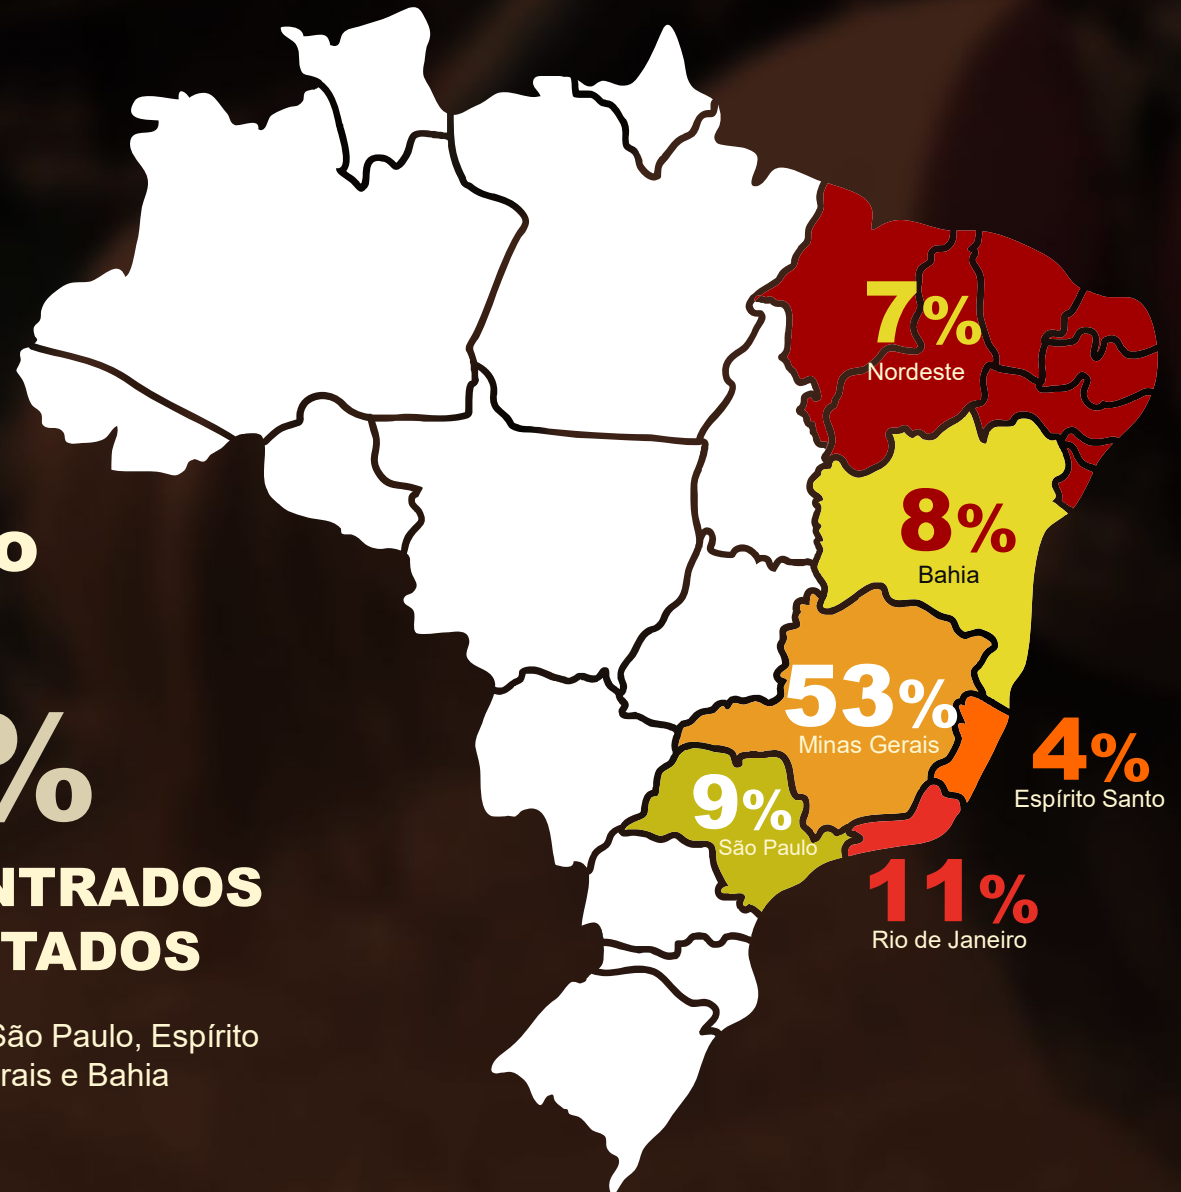 o
%
NTRADOS
TADOS
São Paulo, Espírito
rais e Bahia
7%
Nordeste
8%
Bahia
53%
Minas Gerais
4%
Espírito Santo
9%
São Paulo
11%
Rio de Janeiro